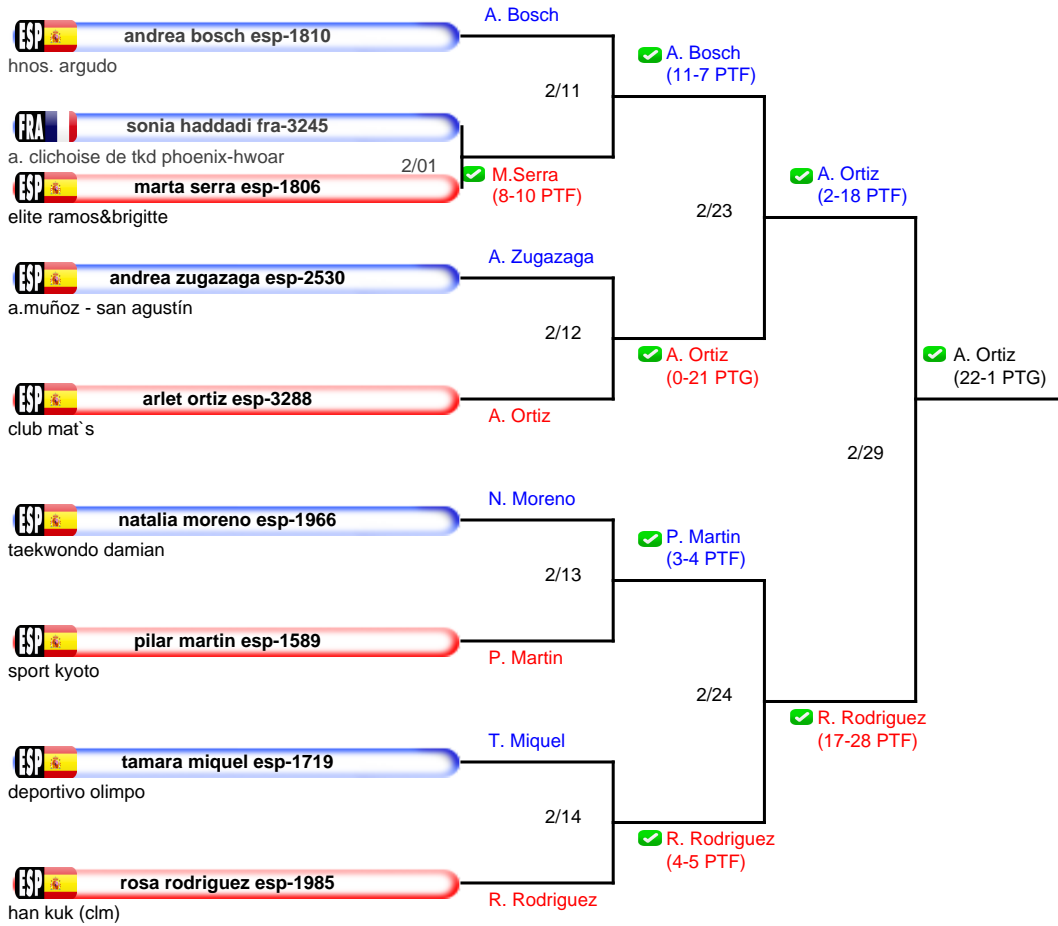 A. Bosch
ESP andrea bosch esp-1810
hnos. argudo
A. Bosch
(11-7 PTF)
2/11
FRA sonia haddadi fra-3245
a. clichoise de tkd phoenix-hwoar
2/01
M.Serra
(8-10 PTF)
ESP marta serra esp-1806
elite ramos&brigitte
A. Ortiz
(2-18 PTF)
2/23
A. Zugazaga
ESP andrea zugazaga esp-2530
a.muñoz - san agustín
2/12
A. Ortiz
(0-21 PTG)
A. Ortiz
(22-1 PTG)
ESP arlet ortiz esp-3288
club mat`s
A. Ortiz
2/29
N. Moreno
ESP natalia moreno esp-1966
taekwondo damian
P. Martin
(3-4 PTF)
2/13
ESP pilar martin esp-1589
sport kyoto
P. Martin
2/24
R. Rodriguez
(17-28 PTF)
T. Miquel
ESP tamara miquel esp-1719
deportivo olimpo
2/14
R. Rodriguez
(4-5 PTF)
ESP rosa rodriguez esp-1985
han kuk (clm)
R. Rodriguez